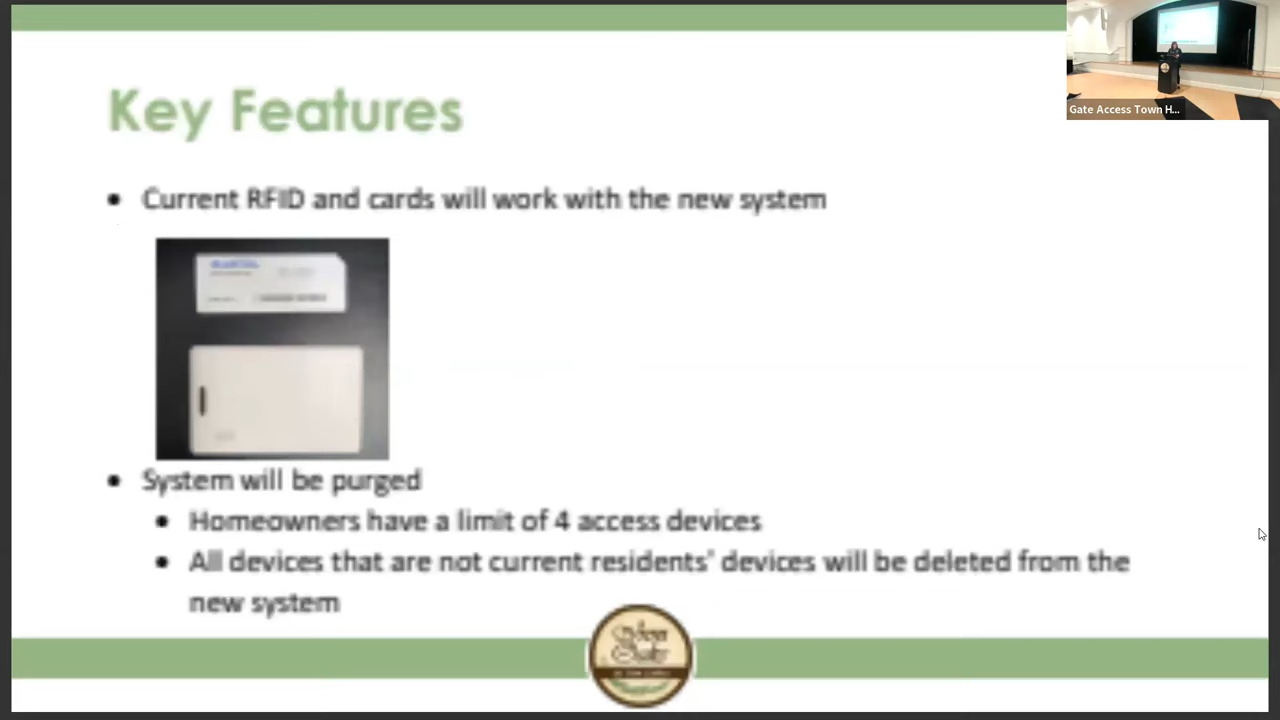 Key Features
Gate Access Town H...
• Current RFID and cards will work with the new system
• System will be purged
• Homeowners have a limit of 4 access devices
• All devices that are not current residents' devices will be deleted from the
new system